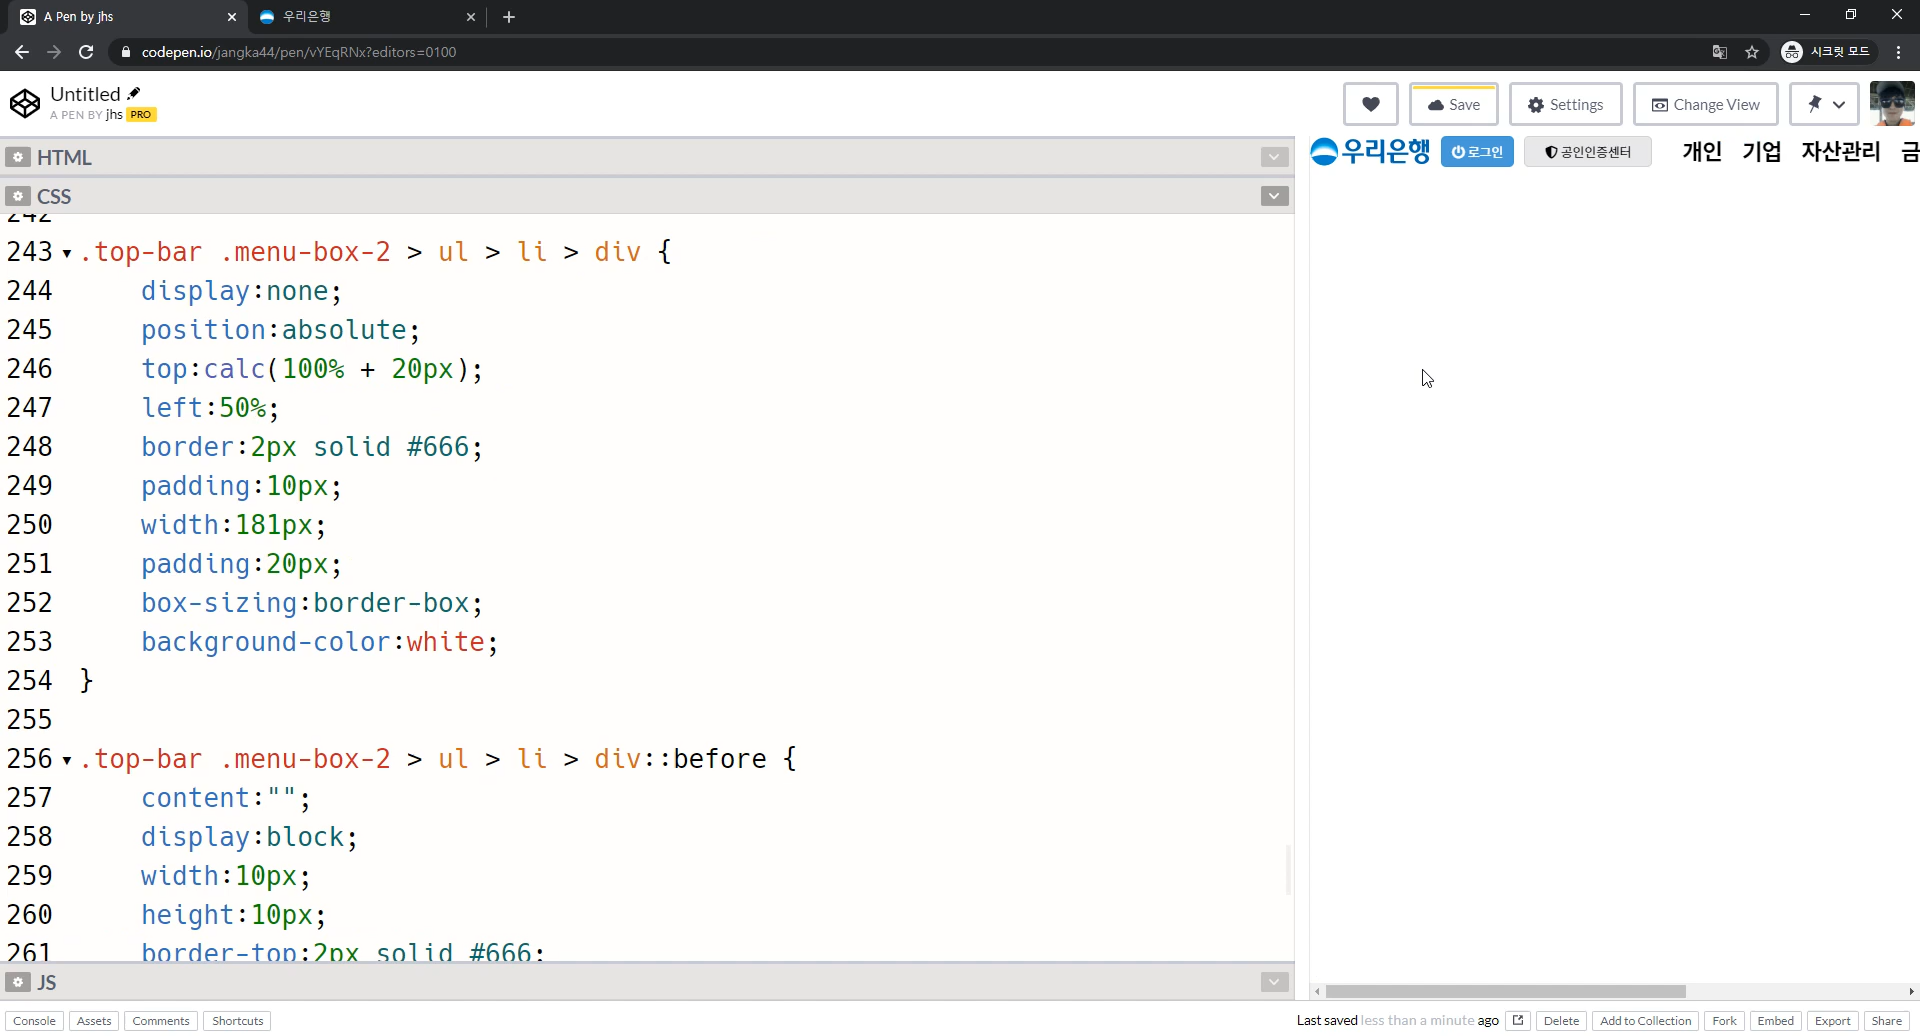 A Pen by jhs
우리은행
codepen.io/jangka44/pen/vYEqRNx?editors=0100
시크릿 모드
Untitled
A PEN BY jhs PRO
Save
Settings
Change View
HTML
우리은행
로그인
공인인증센터
개인 기업 자산관리 금
CSS
242
243 .top-bar .menu-box-2 > ul > li > div {
244 display:none;
245 position:absolute;
246 top:calc(100% + 20px);
247 left:50%;
248 border:2px solid #666;
249 padding:10px;
250 width:181px;
251 padding:20px;
252 box-sizing:border-box;
253 background-color:white;
254 }
255
256 .top-bar .menu-box-2 > ul > li > div::before {
257 content:"";
258 display:block;
259 width:10px;
260 height:10px;
261 border-top:2px solid #666;
JS
Console Assets Comments Shortcuts
Last saved less than a minute ago Delete Add to Collection Fork Embed Export Share